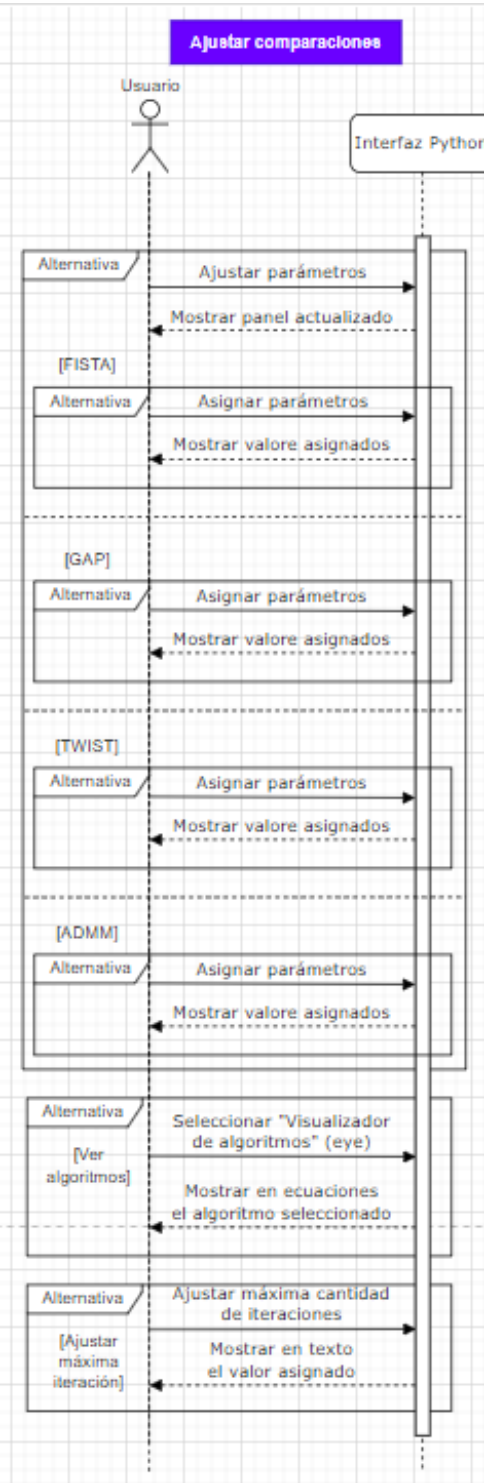 Ajustar comparaciones
Usuario
Interfaz Python
Alternativa
Ajustar parámetros
Mostrar panel actualizado
[FISTA]
Alternativa
Asignar parámetros
Mostrar valore asignados
[GAP]
Alternativa
Asignar parámetros
Mostrar valore asignados
[TWIST]
Alternativa
Asignar parámetros
Mostrar valore asignados
[ADMM]
Alternativa
Asignar parámetros
Mostrar valore asignados
Alternativa
[Ver
algoritmos]
Seleccionar "Visualizador
de algoritmos" (eye)
Mostrar en ecuaciones
el algoritmo seleccionado
Alternativa
[Ajustar
máxima
iteración]
Ajustar máxima cantidad
de iteraciones
Mostrar en texto
el valor asignado